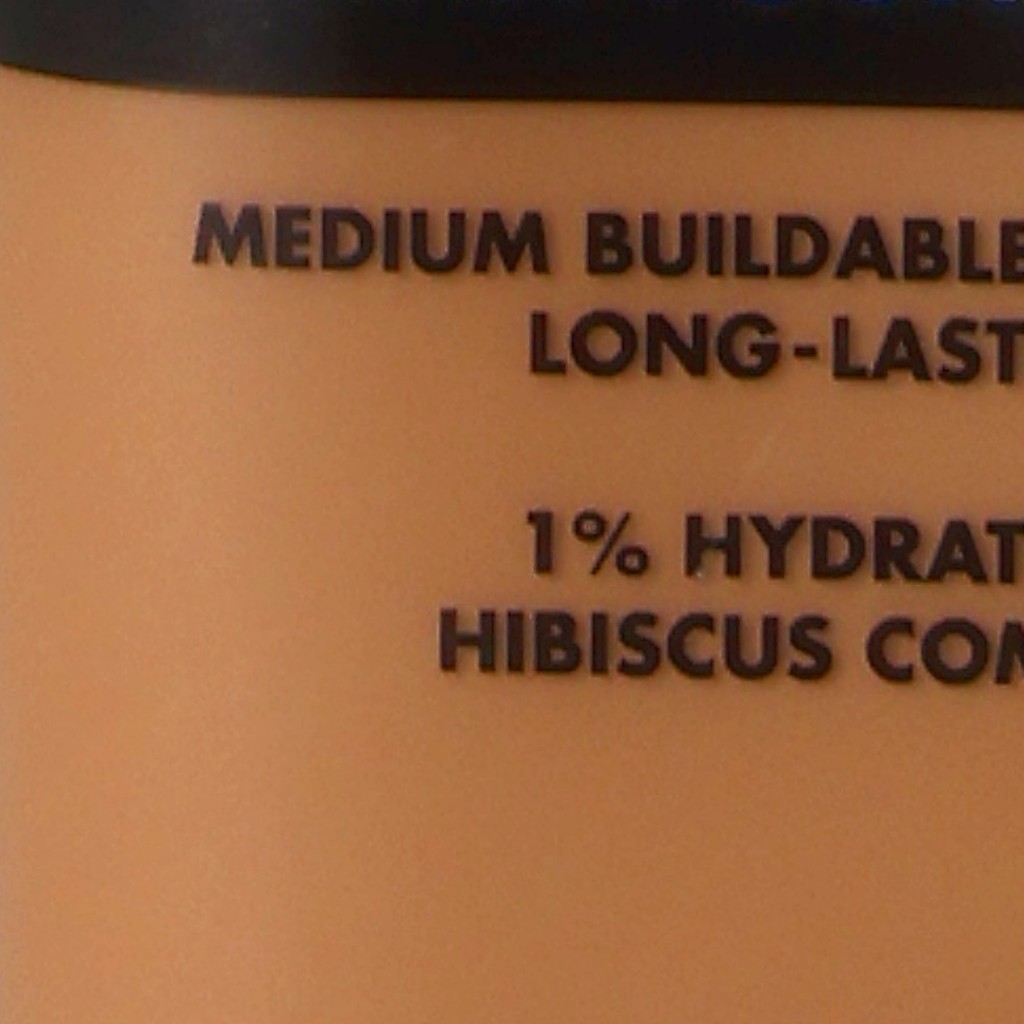 MEDIUM BUILDABLE
LONG-LAST
1% HYDRAT
HIBISCUS COM